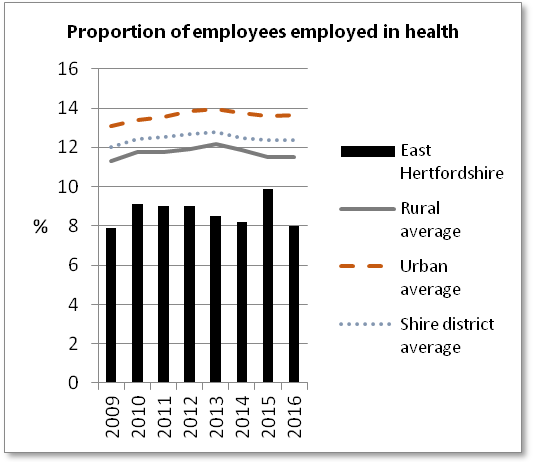 Proportion of employees employed in health
16
14
12
10
8
6
4
2
0
%
2009
2010
2011
2012
2013
2014
2015
2016
East
Hertfordshire
Rural
average
Urban
average
Shire district
average